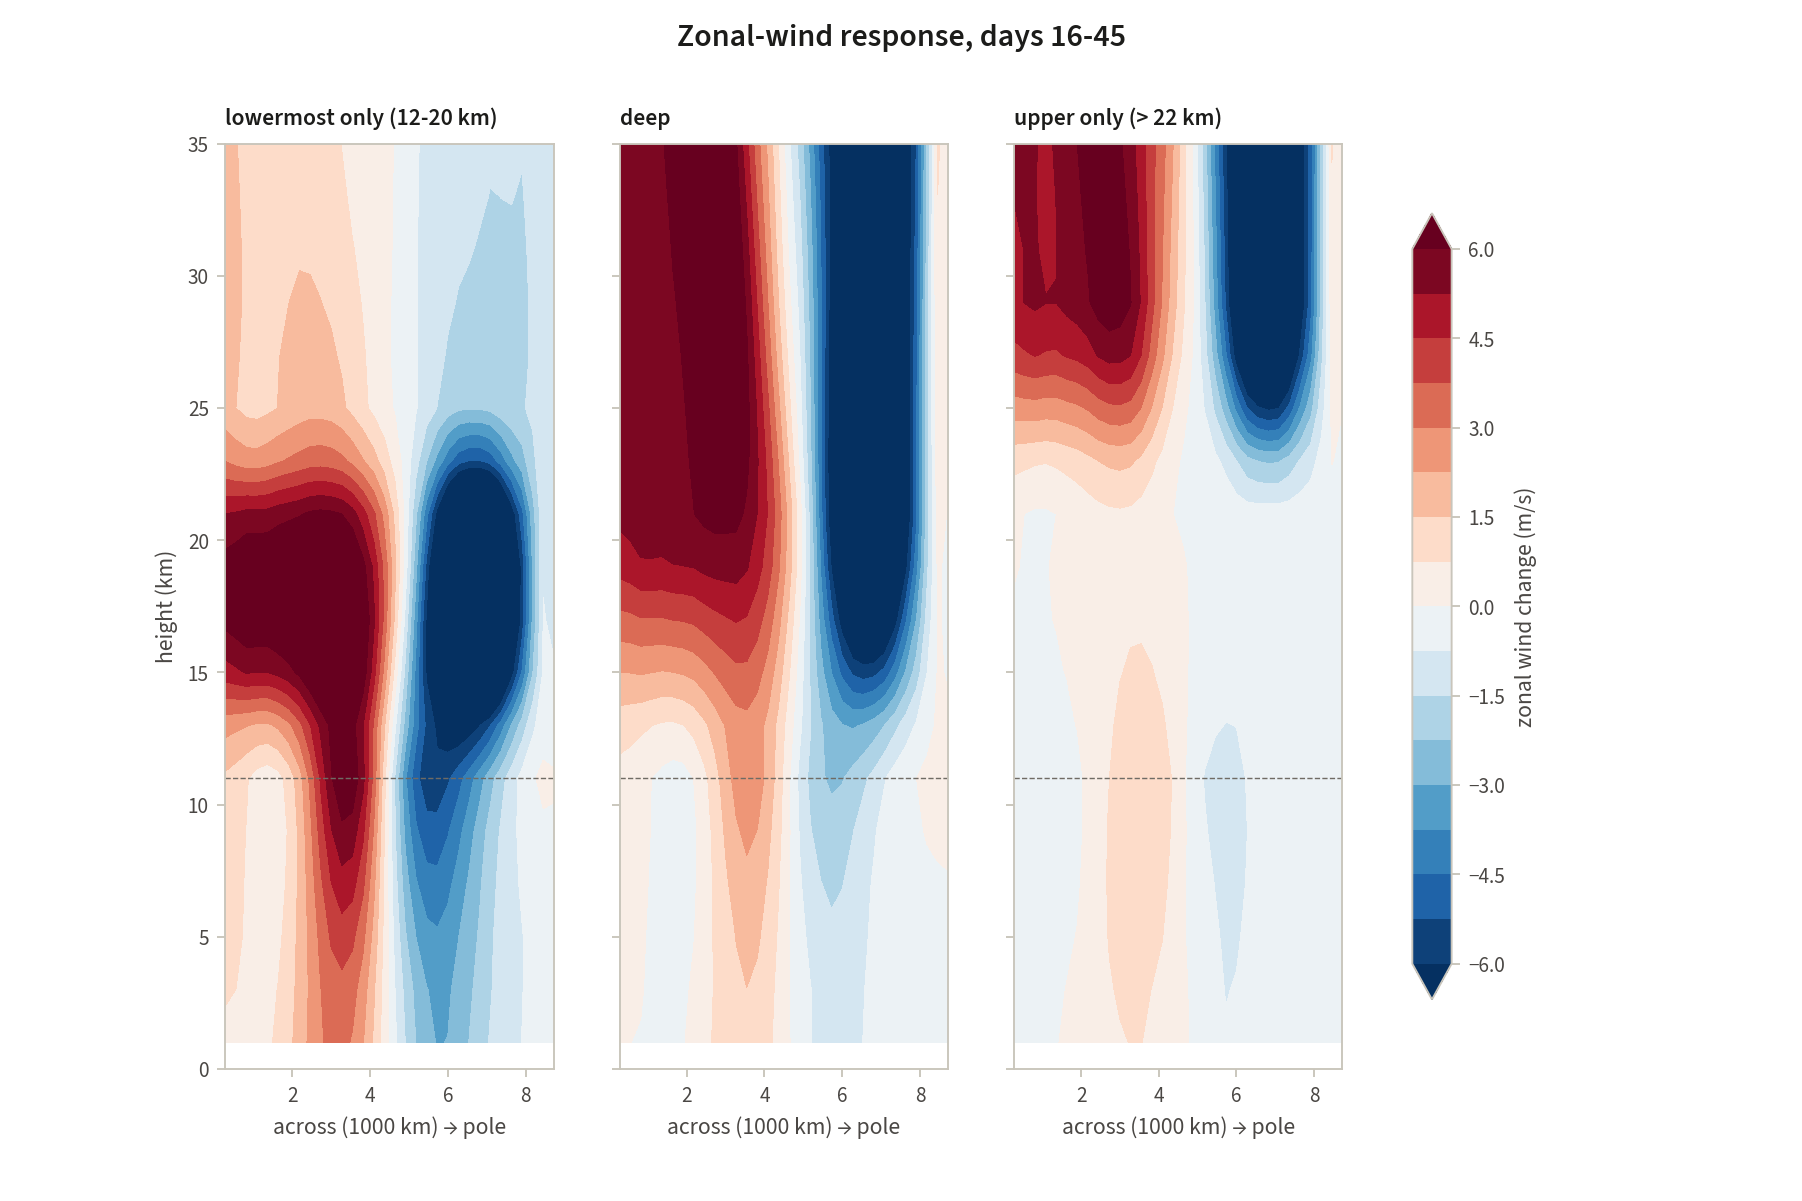 Zonal-wind response, days 16-45
lowermost only (12-20 km)
deep
upper only (> 22 km)
height (km)
35
30
25
20
15
10
5
0
2 4 6 8
2 4 6 8
2 4 6 8
across (1000 km) → pole
across (1000 km) → pole
across (1000 km) → pole
6.0
4.5
3.0
1.5
0.0
−1.5
−3.0
−4.5
−6.0
zonal wind change (m/s)